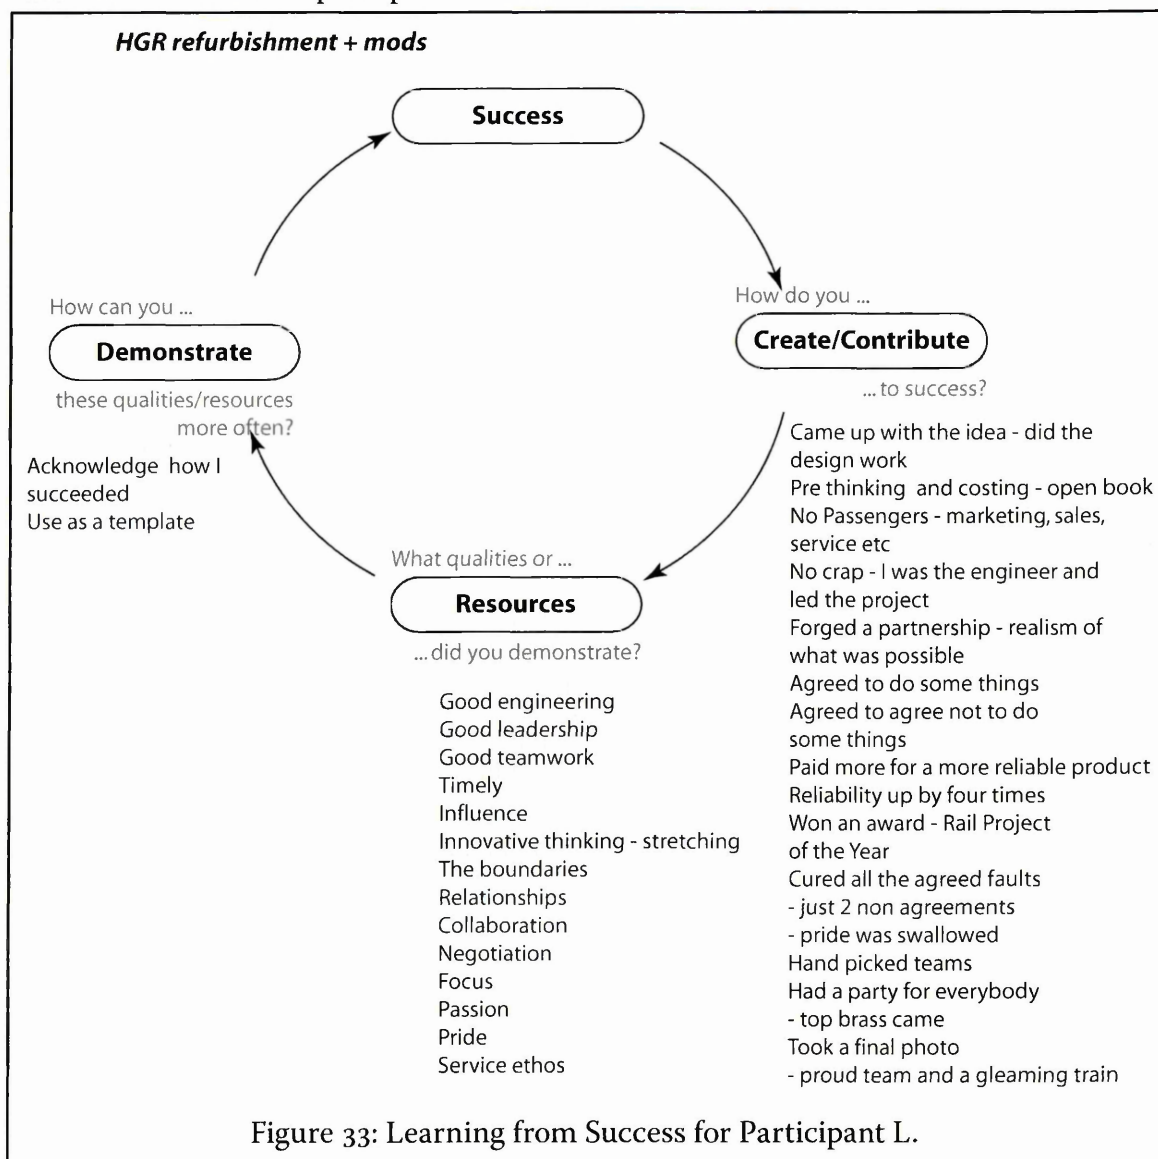 HGR refurbishment + mods
Success
How do you ...
Create/Contribute
... to success?
Came up with the idea - did the
design work
Pre thinking and costing - open book
No Passengers - marketing, sales,
service etc
No crap - I was the engineer and
led the project
Forged a partnership - realism of
what was possible
Agreed to do some things
Agreed to agree not to do
some things
Paid more for a more reliable product
Reliability up by four times
Won an award - Rail Project
of the Year
Cured all the agreed faults
- just 2 non agreements
- pride was swallowed
Hand picked teams
Had a party for everybody
- top brass came
Took a final photo
- proud team and a gleaming train
What qualities or ...
Resources
... did you demonstrate?
Good engineering
Good leadership
Good teamwork
Timely
Influence
Innovative thinking - stretching
The boundaries
Relationships
Collaboration
Negotiation
Focus
Passion
Pride
Service ethos
How can you ...
Demonstrate
these qualities/resources
more often?
Acknowledge how I
succeeded
Use as a template
Figure 33: Learning from Success for Participant L.